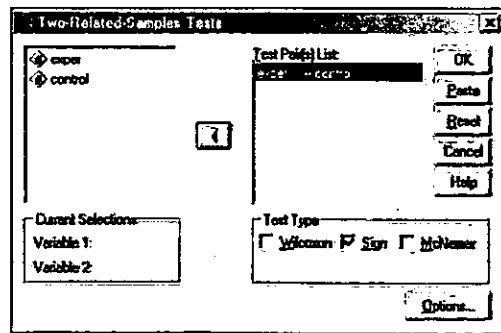 Two-Related-Samples Tests
exper
control
Test Pair(s) List:
exper
OK
Paste
Reset
Cancel
Help
Current Selections
Variable 1:
Variable 2:
Test Type
Wilcoxon
Sign
McNemar
Options...